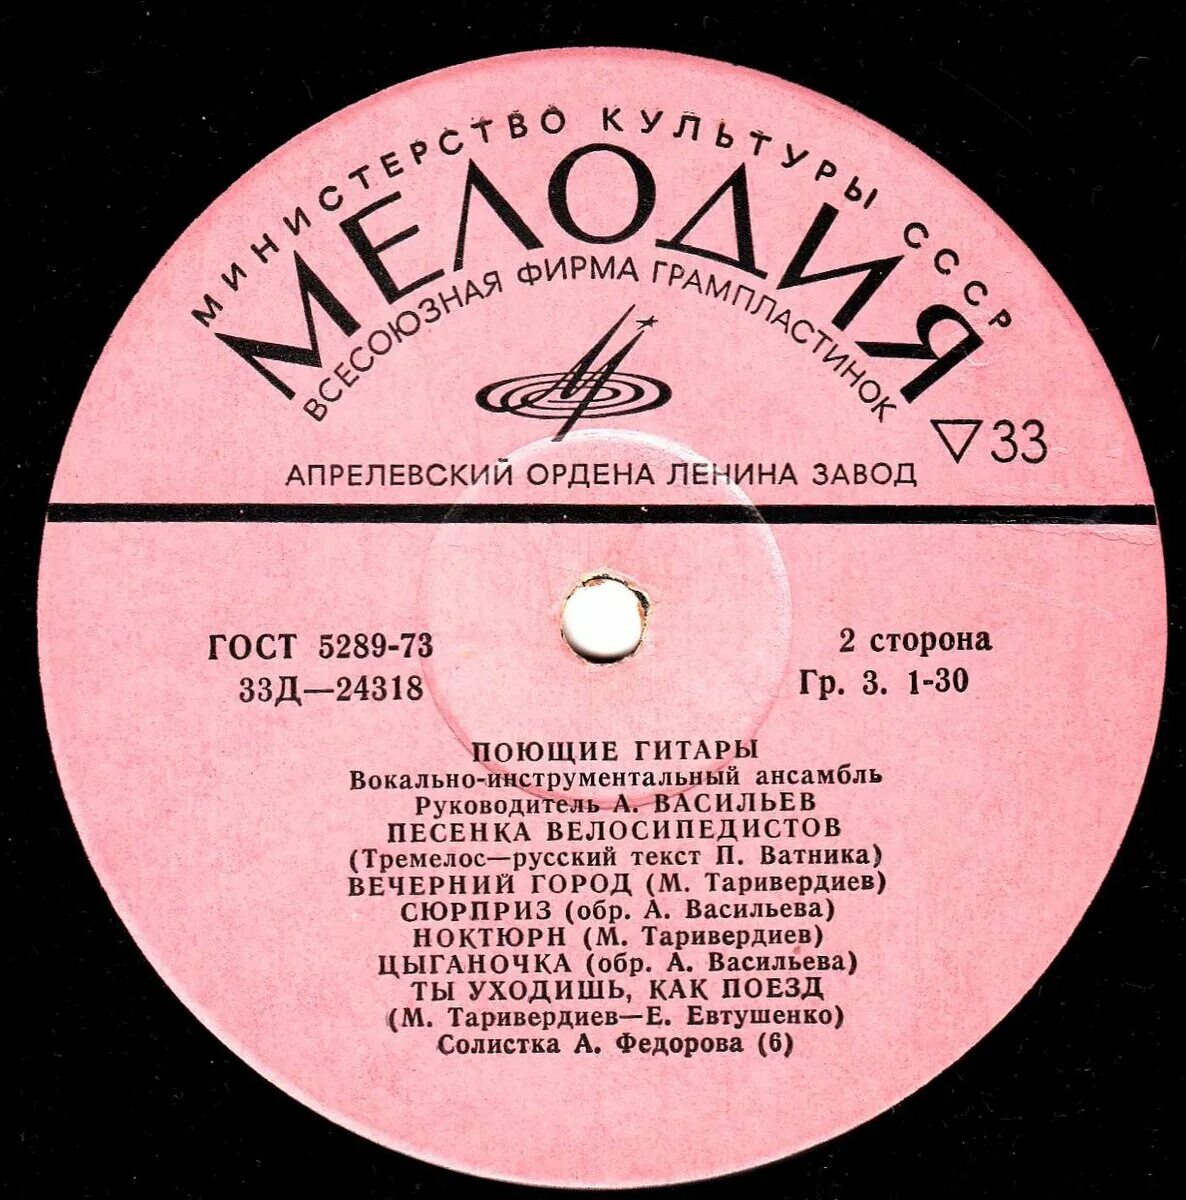 МИНИСТЕРСТВО КУЛЬТУРЫ СССР
МЕЛОДИЯ
ВСЕСОЮЗНАЯ ФИРМА ГРАМПЛАСТИНОК
33
АПРЕЛЕВСКИЙ ОРДЕНА ЛЕНИНА ЗАВОД
ГОСТ 5289-73
33Д—24318
2 сторона
Гр. 3. 1-30
ПОЮЩИЕ ГИТАРЫ
Вокально-инструментальный ансамбль
Руководитель А. ВАСИЛЬЕВ
ПЕСЕНКА ВЕЛОСИПЕДИСТОВ
(Тремелос—русский текст П. Ватника)
ВЕЧЕРНИЙ ГОРОД (М. Таривердиев)
СЮРПРИЗ (обр. А. Васильева)
НОКТЮРН (М. Таривердиев)
ЦЫГАНОЧКА (обр. А. Васильева)
ТЫ УХОДИШЬ, КАК ПОЕЗД
(М. Таривердиев—Е. Евтушенко)
Солистка А. Федорова (6)